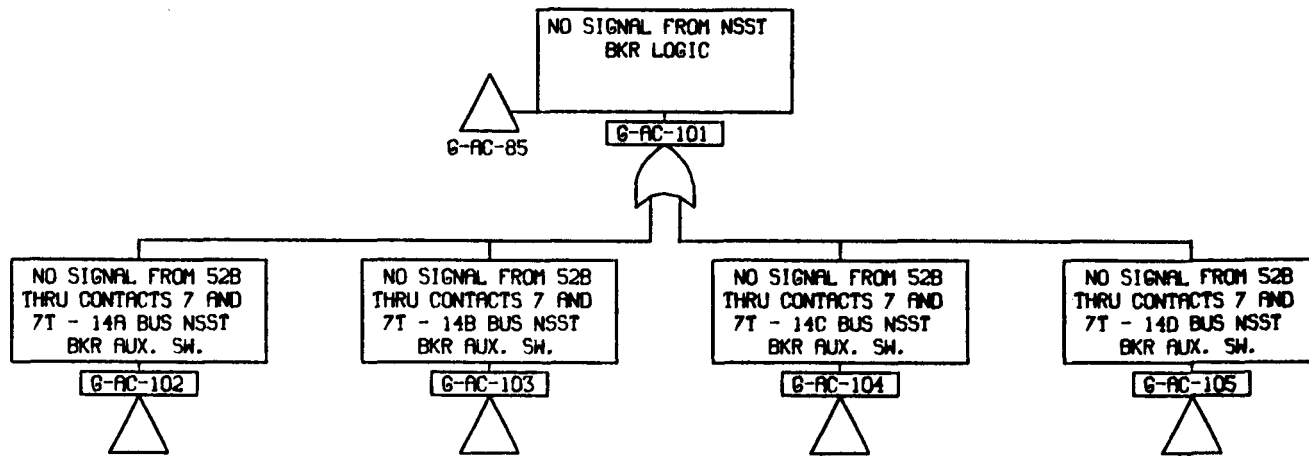 NO SIGNAL FROM NSST
BKR LOGIC
G-AC-101
G-AC-85
NO SIGNAL FROM 52B
THRU CONTACTS 7 AND
7T - 14A BUS NSST
BKR AUX. SW.
G-AC-102
NO SIGNAL FROM 52B
THRU CONTACTS 7 AND
7T - 14B BUS NSST
BKR AUX. SW.
G-AC-103
NO SIGNAL FROM 52B
THRU CONTACTS 7 AND
7T - 14C BUS NSST
BKR AUX. SW.
G-AC-104
NO SIGNAL FROM 52B
THRU CONTACTS 7 AND
7T - 14D BUS NSST
BKR AUX. SW.
G-AC-105